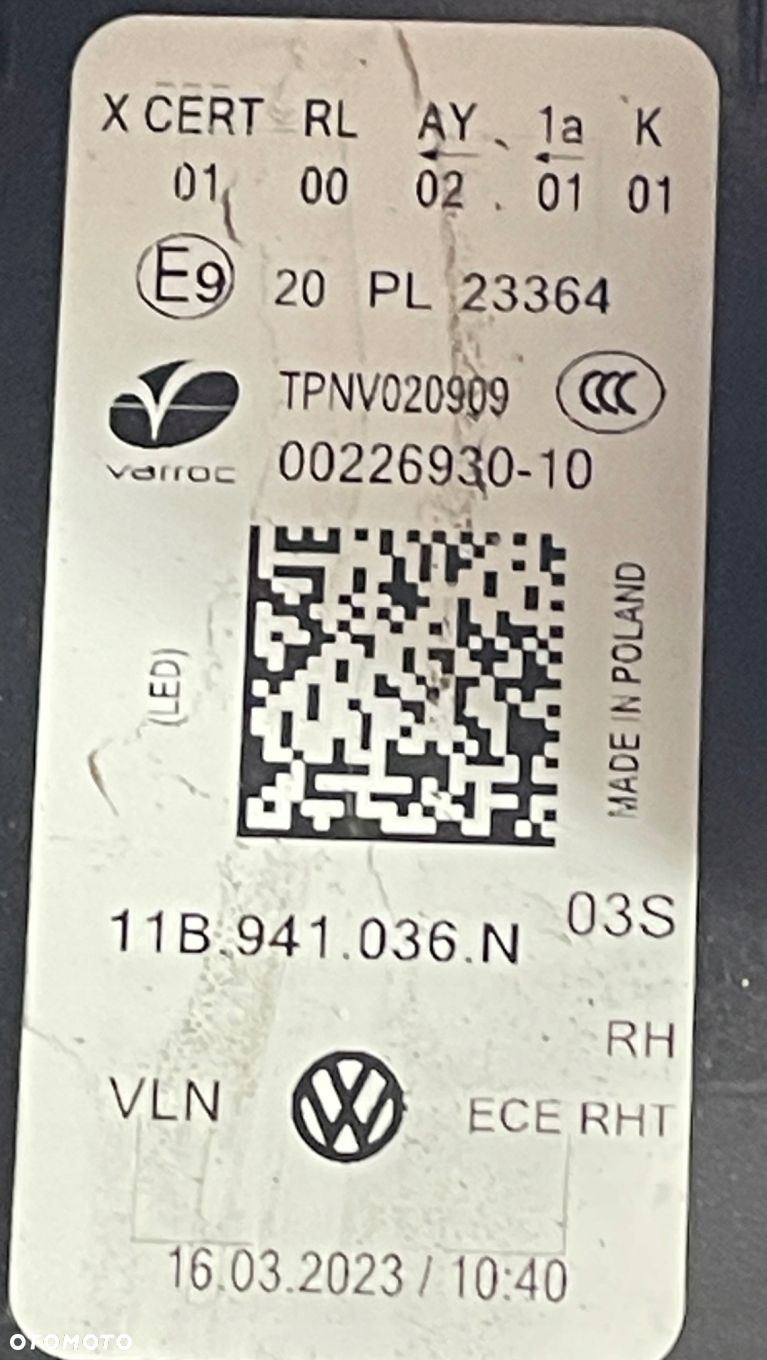 X CERT RL AY 1a K
01 00 02 . 01 01
E9 20 PL 23364
TPNV020909 CCC
varroc 00226930-10
(LED)
MADE IN POLAND
11B.941.036.N 03S
RH
VLN ECE RHT
16.03.2023 / 10:40
OTOMOTO